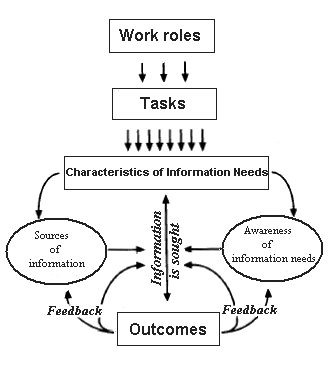 Work roles
Tasks
Characteristics of Information Needs
Sources
of
information
Information
is sought
Awareness
of
information needs
Feedback
Feedback
Outcomes